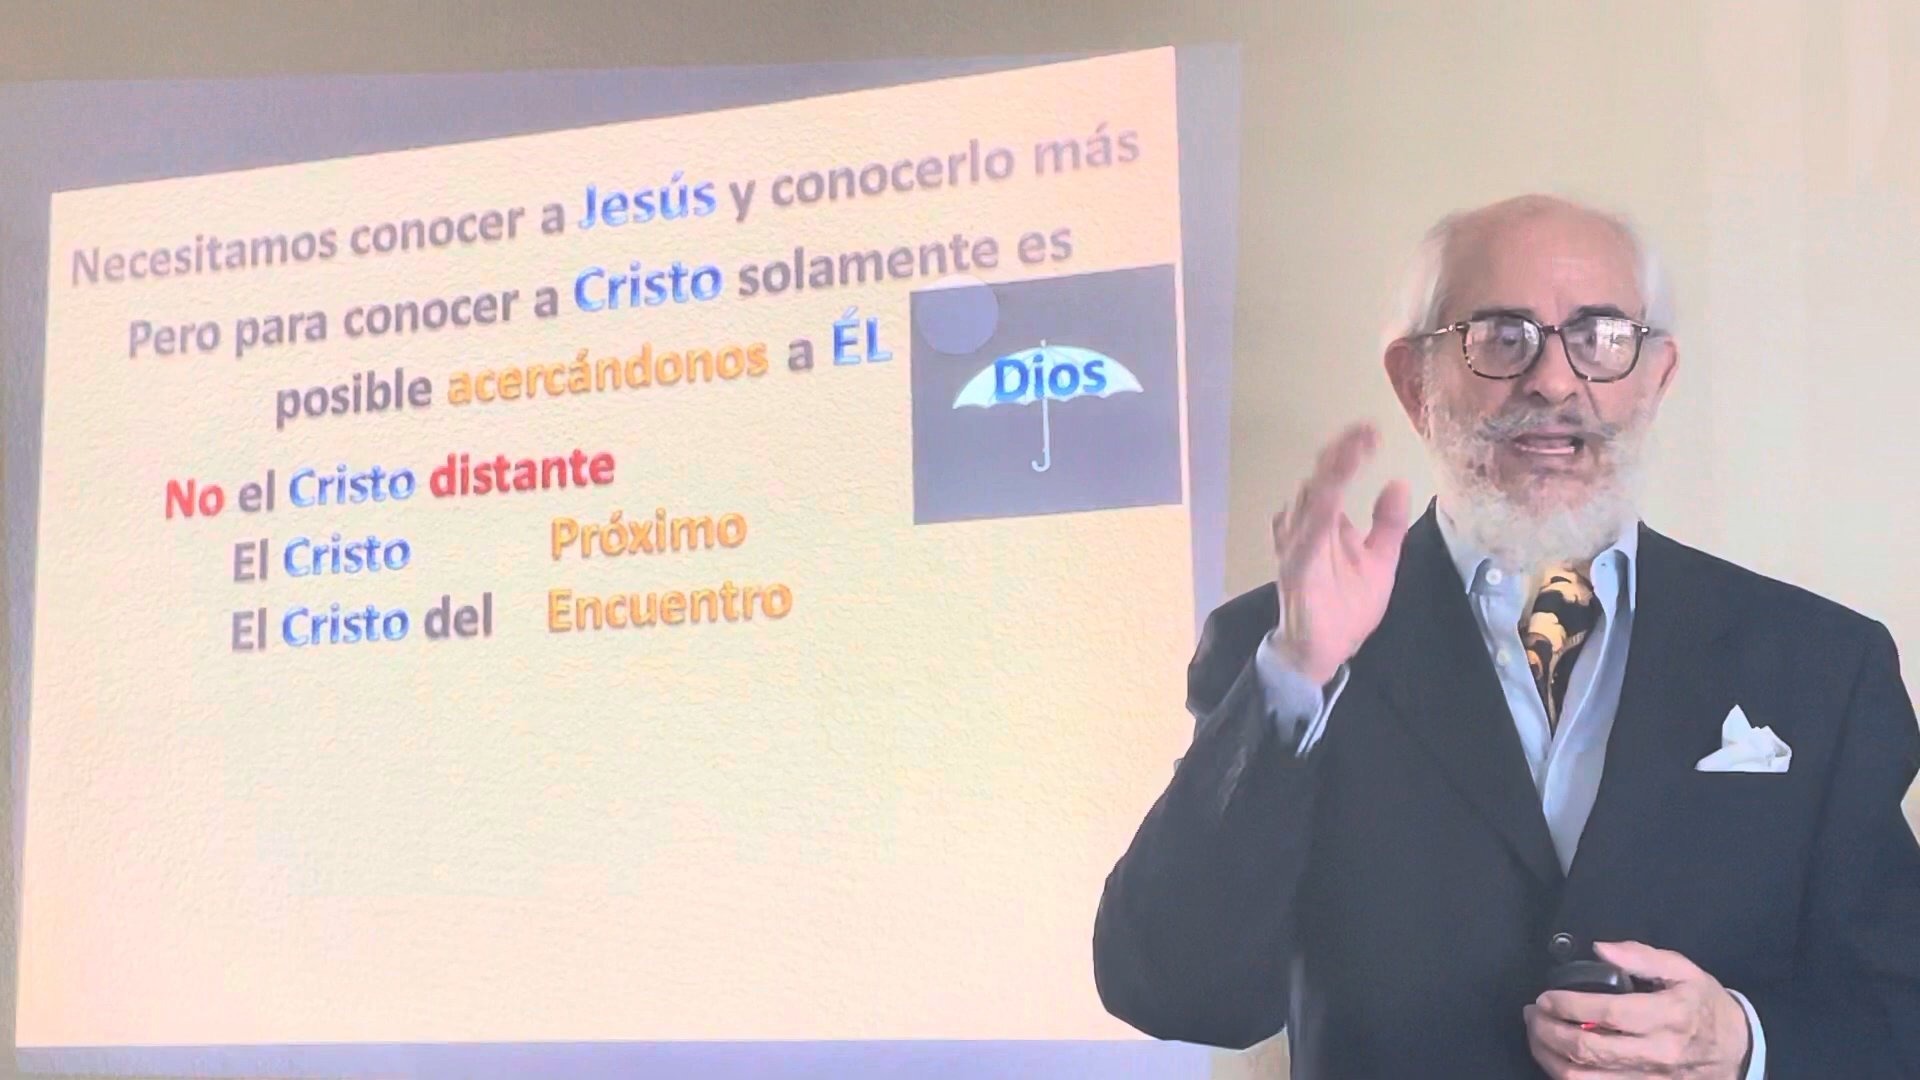 Necesitamos conocer a Jesús y conocerlo más
Pero para conocer a Cristo solamente es
posible acercándonos a ÉL
Dios
No el Cristo distante
El Cristo Próximo
El Cristo del Encuentro